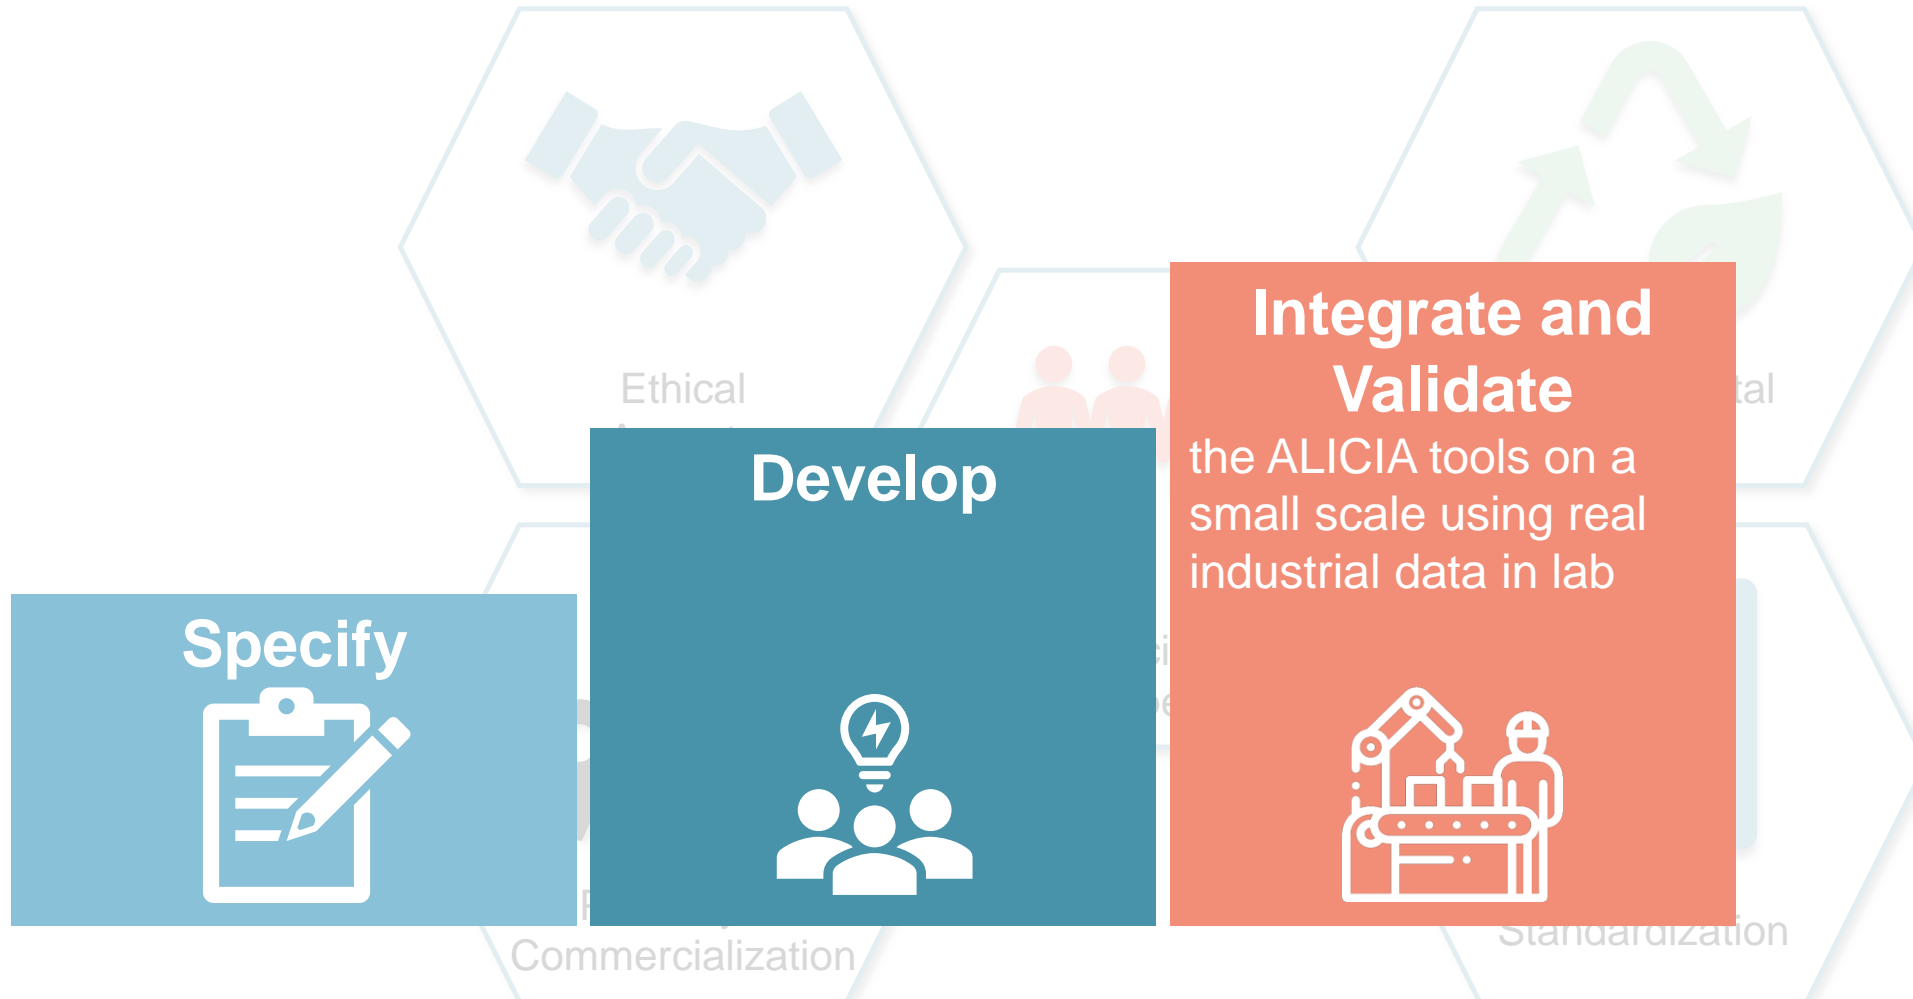 Ethical
Integrate and
Validate
the ALICIA tools on a
small scale using real
industrial data in lab
Develop
Specify
Commercialization
Standardization